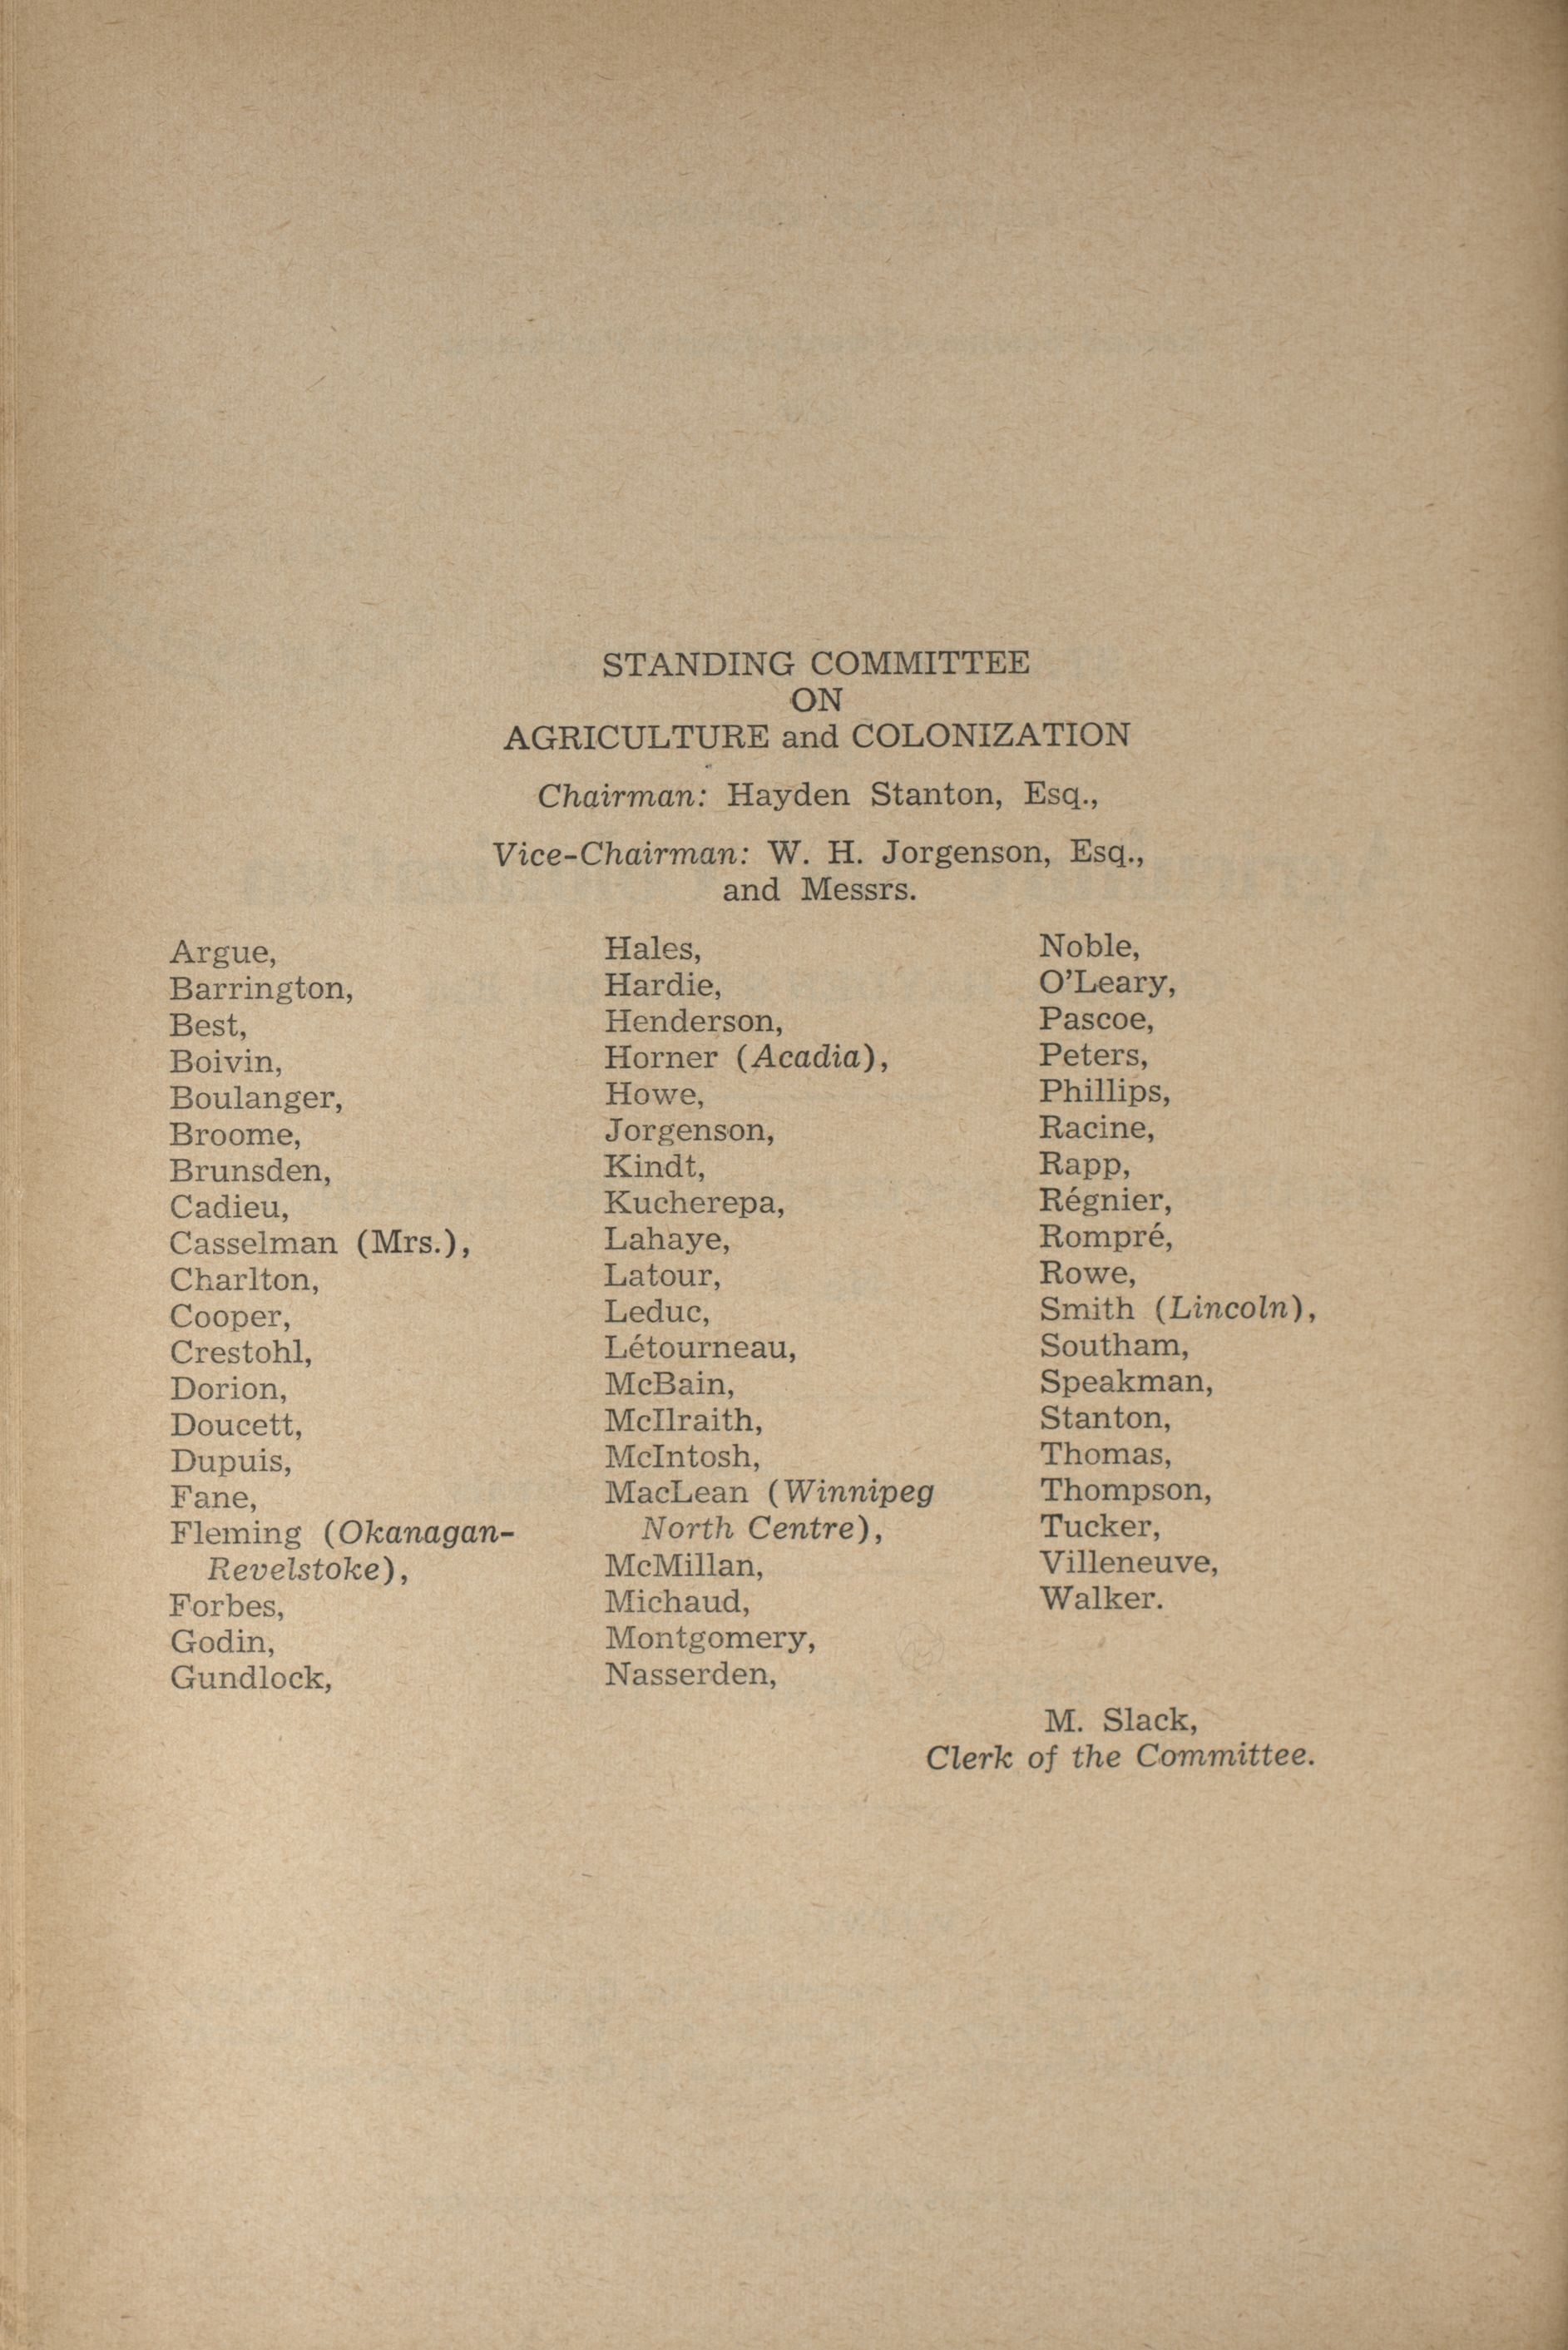 STANDING COMMITTEE
ON
AGRICULTURE and COLONIZATION
Chairman: Hayden Stanton, Esq.,
Vice-Chairman: W. H. Jorgenson, Esq.,
and Messrs.
Argue,
Barrington,
Best,
Boivin,
Boulanger,
Broome,
Brunsden,
Cadieu,
Casselman (Mrs.),
Charlton,
Cooper,
Crestohl,
Dorion,
Doucett,
Dupuis,
Fane,
Fleming (Okanagan-
Revelstoke),
Forbes,
Godin,
Gundlock,
Hales,
Hardie,
Henderson,
Horner (Acadia),
Howe,
Jorgenson,
Kindt,
Kucherepa,
Lahaye,
Latour,
Leduc,
Létourneau,
McBain,
McIlraith,
McIntosh,
MacLean (Winnipeg
North Centre),
McMillan,
Michaud,
Montgomery,
Nasserden,
Noble,
O'Leary,
Pascoe,
Peters,
Phillips,
Racine,
Rapp,
Régnier,
Rompré,
Rowe,
Smith (Lincoln),
Southam,
Speakman,
Stanton,
Thomas,
Thompson,
Tucker,
Villeneuve,
Walker.
M. Slack,
Clerk of the Committee.